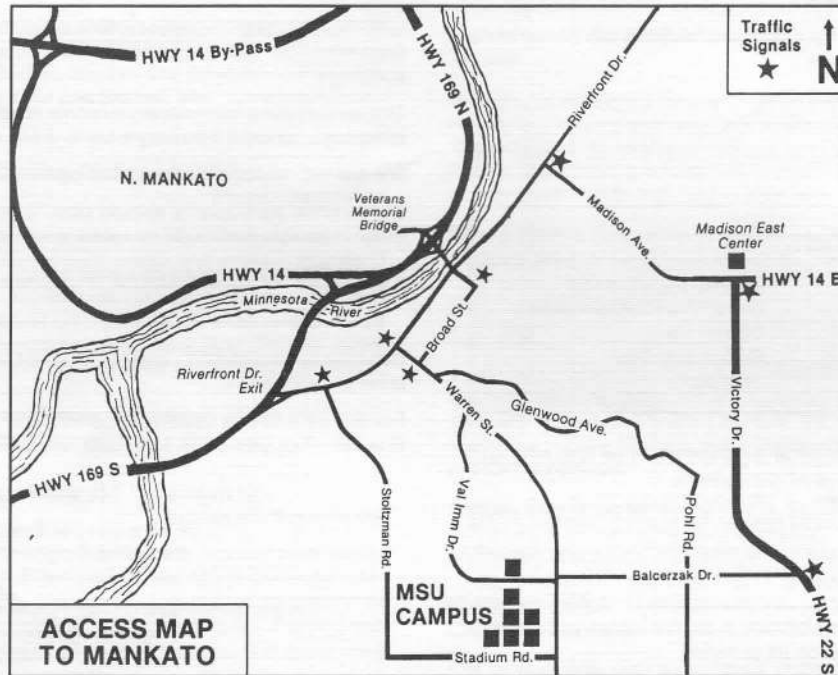 HWY 14 By-Pass
HWY 169 N
Riverfront Dr.
Traffic
Signals
N
N. MANKATO
Veterans
Memorial
Bridge
Madison Ave.
Madison East
Center
HWY 14
HWY 14 E
Minnesota
River
Broad St.
Riverfront Dr.
Exit
Warren St.
Glenwood Ave.
Victory Dr.
HWY 169 S
Stoltzman Rd.
Val Imm Dr.
Pohl Rd.
Balcerzak Dr.
MSU
CAMPUS
HWY 22 S
ACCESS MAP
TO MANKATO
Stadium Rd.